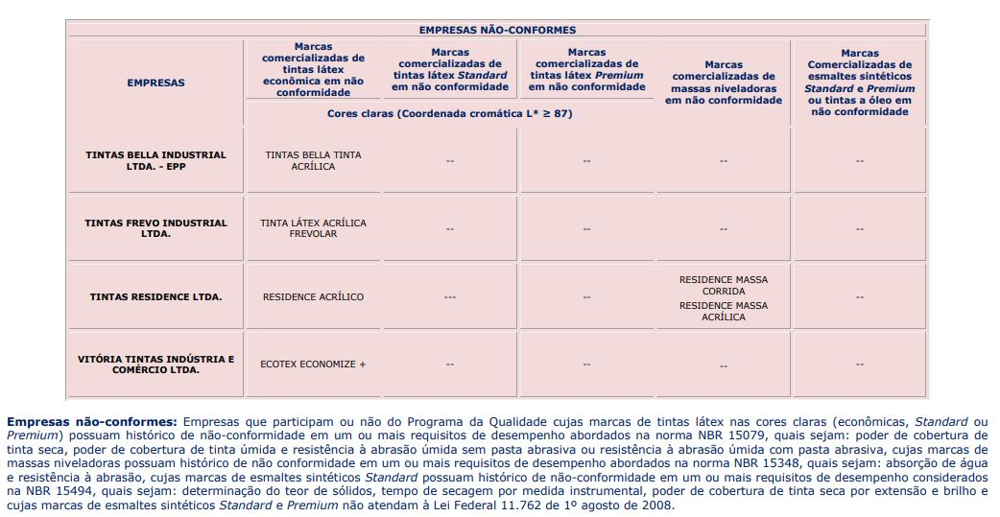 EMPRESAS NÃO-CONFORMES
EMPRESAS
Marcas
comercializadas de
tintas látex
econômica em não
conformidade
Marcas
comercializadas de
tintas látex Standard
em não conformidade
Marcas
comercializadas de
tintas látex Premium
em não conformidade
Marcas
comercializadas de
massas niveladoras
em não conformidade
Marcas
Comercializadas de
esmaltes sintéticos
Standard e Premium
ou tintas a óleo em
não conformidade
Cores claras (Coordenada cromática L* ≥ 87)
TINTAS BELLA INDUSTRIAL
LTDA. - EPP
TINTAS BELLA TINTA
ACRÍLICA
--
--
--
--
TINTAS FREVO INDUSTRIAL
LTDA.
TINTA LÁTEX ACRÍLICA
FREVOLAR
--
--
--
--
TINTAS RESIDENCE LTDA.
RESIDENCE ACRÍLICO
---
--
RESIDENCE MASSA
CORRIDA
RESIDENCE MASSA
ACRÍLICA
--
VITÓRIA TINTAS INDÚSTRIA E
COMÉRCIO LTDA.
ECOTEX ECONOMIZE +
--
--
--
--
Empresas não-conformes: Empresas que participam ou não do Programa da Qualidade cujas marcas de tintas látex nas cores claras (econômicas, Standard ou
Premium) possuam histórico de não-conformidade em um ou mais requisitos de desempenho abordados na norma NBR 15079, quais sejam: poder de cobertura de
tinta seca, poder de cobertura de tinta úmida e resistência à abrasão úmida sem pasta abrasiva ou resistência à abrasão úmida com pasta abrasiva, cujas marcas de
massas niveladoras possuam histórico de não conformidade em um ou mais requisitos de desempenho abordados na norma NBR 15348, quais sejam: absorção de água
e resistência à abrasão, cujas marcas de esmaltes sintéticos Standard possuam histórico de não-conformidade em um ou mais requisitos de desempenho considerados
na NBR 15494, quais sejam: determinação do teor de sólidos, tempo de secagem por medida instrumental, poder de cobertura de tinta seca por extensão e brilho e
cujas marcas de esmaltes sintéticos Standard e Premium não atendam à Lei Federal 11.762 de 1º agosto de 2008.